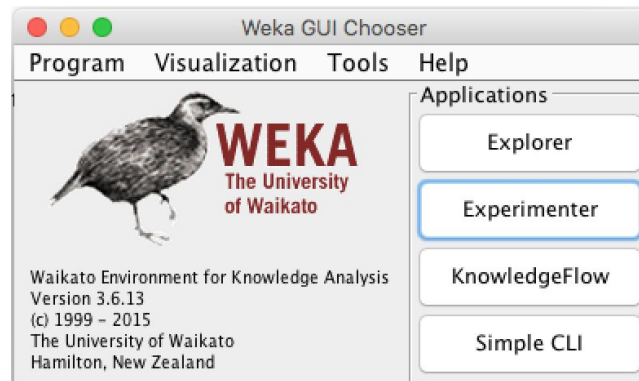 Weka GUI Chooser
Program Visualization Tools Help
WEKA
The University
of Waikato
Waikato Environment for Knowledge Analysis
Version 3.6.13
(c) 1999 – 2015
The University of Waikato
Hamilton, New Zealand
Applications
Explorer
Experimenter
KnowledgeFlow
Simple CLI